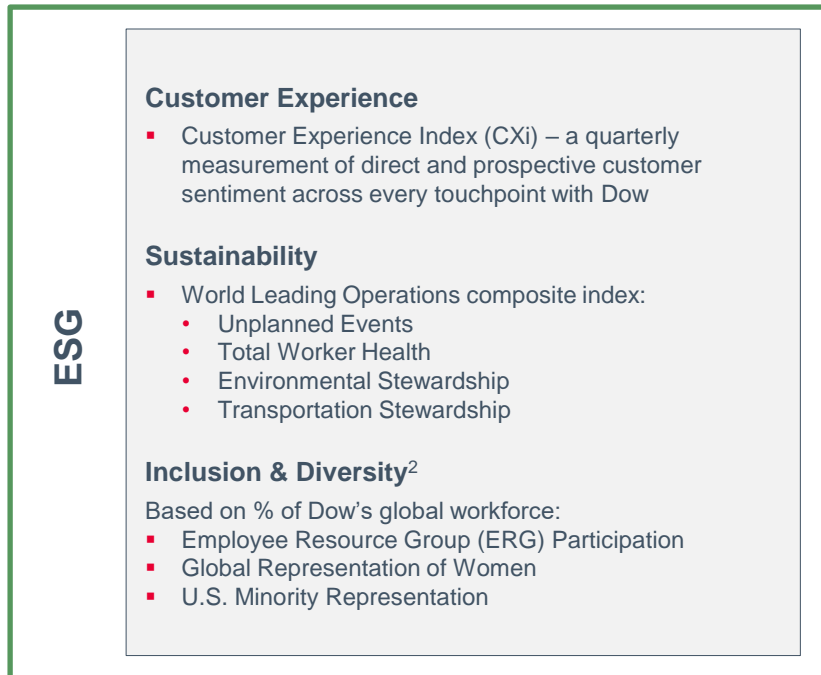 ESG
Customer Experience
▪ Customer Experience Index (CXi) – a quarterly
measurement of direct and prospective customer
sentiment across every touchpoint with Dow
Sustainability
▪ World Leading Operations composite index:
• Unplanned Events
• Total Worker Health
• Environmental Stewardship
• Transportation Stewardship
Inclusion & Diversity²
Based on % of Dow’s global workforce:
▪ Employee Resource Group (ERG) Participation
▪ Global Representation of Women
▪ U.S. Minority Representation